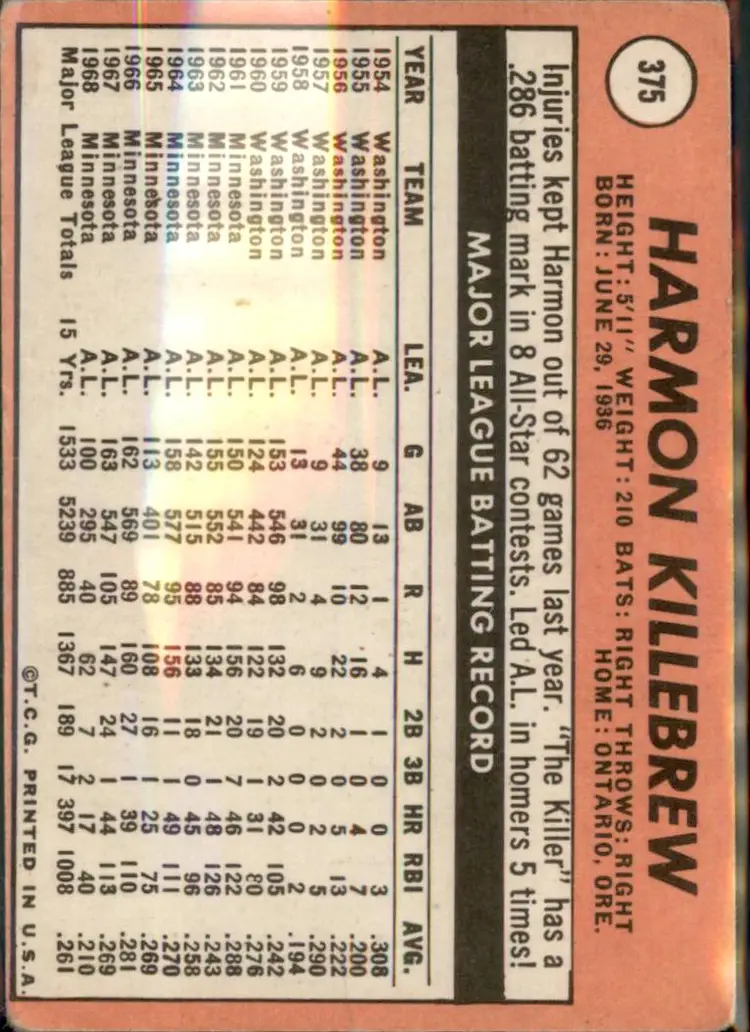 375
HARMON KILLEBREW
HEIGHT: 5'11" WEIGHT: 210 BATS: RIGHT THROWS: RIGHT
BORN: JUNE 29, 1936 HOME: ONTARIO, ORE.
Injuries kept Harmon out of 62 games last year. "The Killer" has a
.286 batting mark in 8 All-Star contests. Led A.L. in homers 5 times!
MAJOR LEAGUE BATTING RECORD
YEAR TEAM LEA. G AB R H 2B 3B HR RBI AVG.
1954 Washington A.L. 9 13 1 4 1 0 0 3 .308
1955 Washington A.L. 38 80 12 16 1 0 4 7 .200
1956 Washington A.L. 44 99 10 22 2 0 5 13 .222
1957 Washington A.L. 9 31 4 9 2 0 2 5 .290
1958 Washington A.L. 13 31 2 6 0 0 0 2 .194
1959 Washington A.L. 153 546 98 132 20 2 42 105 .242
1960 Washington A.L. 124 442 84 122 19 1 31 80 .276
1961 Minnesota A.L. 150 541 94 156 20 7 46 122 .288
1962 Minnesota A.L. 155 552 85 134 21 1 48 126 .243
1963 Minnesota A.L. 142 515 88 133 18 0 45 96 .258
1964 Minnesota A.L. 158 577 95 156 11 1 49 111 .270
1965 Minnesota A.L. 113 401 78 108 16 1 25 75 .269
1966 Minnesota A.L. 162 569 89 160 27 1 39 110 .281
1967 Minnesota A.L. 163 547 105 147 24 1 44 113 .269
1968 Minnesota A.L. 100 295 40 62 7 2 17 40 .210
Major League Totals 15 Yrs. 1533 5239 885 1367 189 17 397 1008 .261
©T.C.G. PRINTED IN U.S.A.